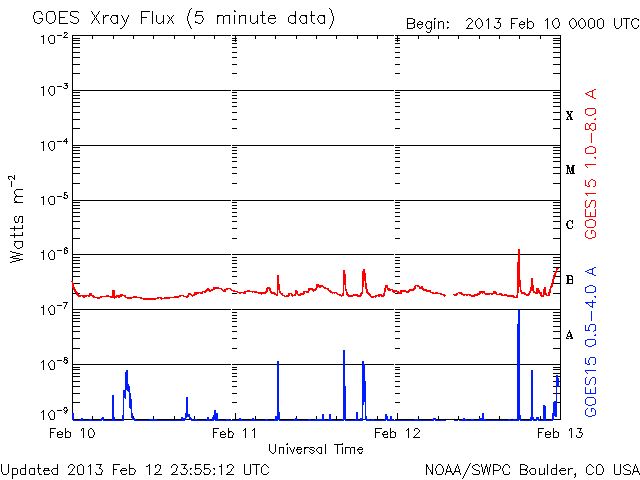 GOES Xray Flux (5 minute data)
Begin: 2013 Feb 10 0000 UTC
10-2
10-3
10-4
10-5
10-6
10-7
10-8
10-9
Watts m-2
X
M
C
B
A
GOES15 1.0-8.0 A
GOES15 0.5-4.0 A
Feb 10
Feb 11
Feb 12
Feb 13
Universal Time
Updated 2013 Feb 12 23:55:12 UTC
NOAA/SWPC Boulder, CO USA